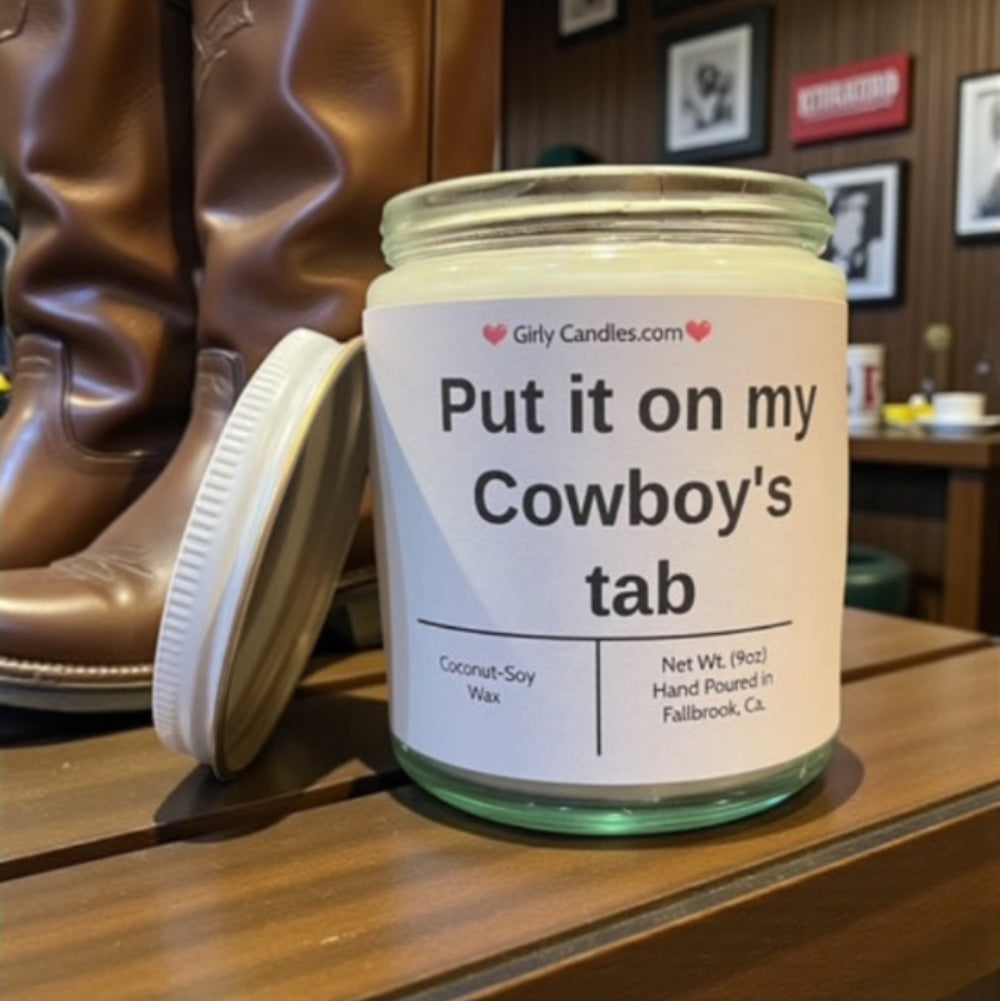 Girly Candles.com
Put it on my
Cowboy's
tab
Coconut-Soy
Wax
Net Wt. (9oz)
Hand Poured in
Fallbrook, Ca.